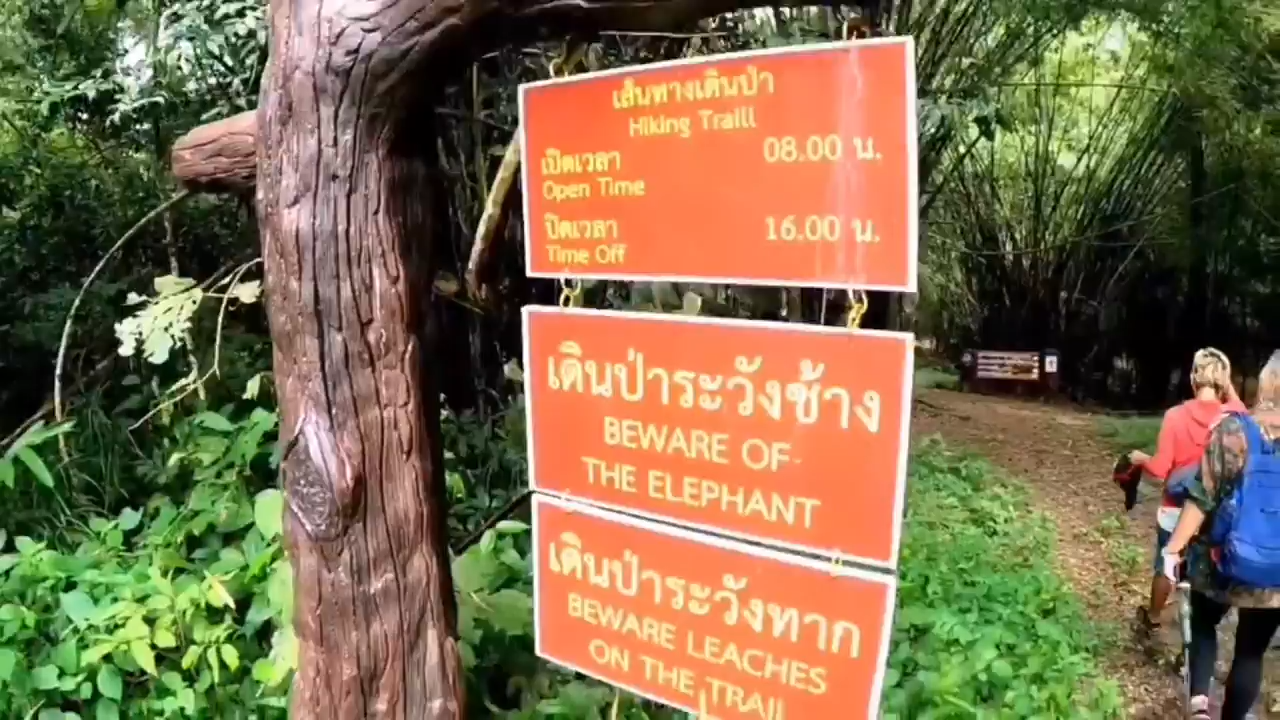 เส้นทางเดินป่า
Hiking Traill
เปิดเวลา 08.00 น.
Open Time
ปิดเวลา 16.00 น.
Time Off
เดินป่าระวังช้าง
BEWARE OF
THE ELEPHANT
เดินป่าระวังทาก
BEWARE LEACHES
ON THE TRAIL